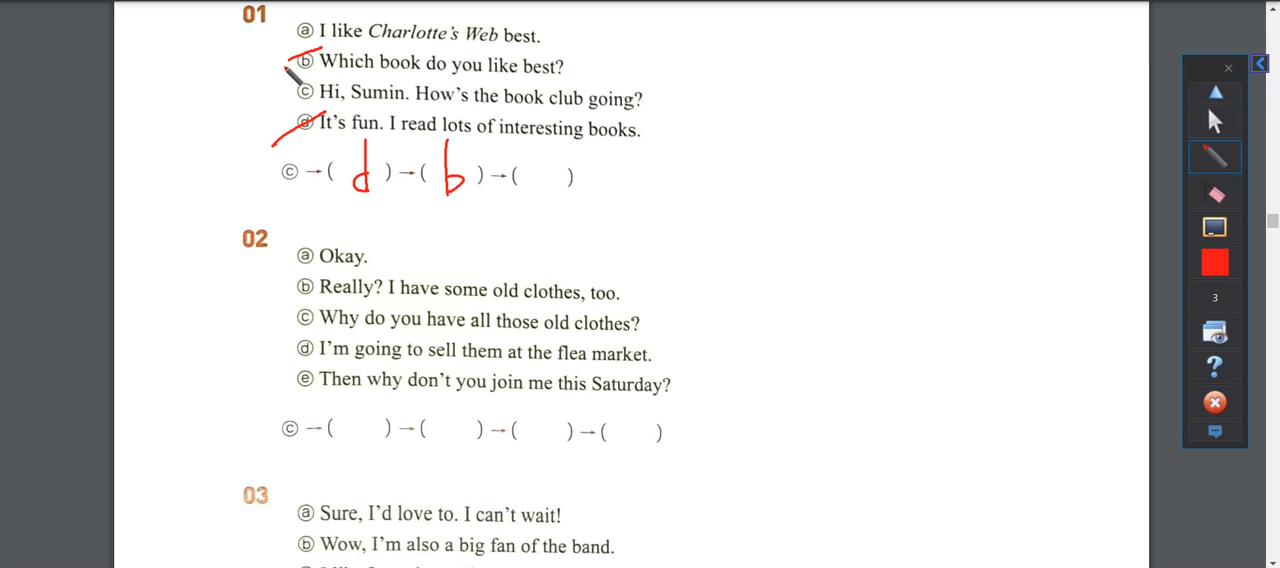 01
ⓐ I like Charlotte's Web best.
ⓑ Which book do you like best?
ⓒ Hi, Sumin. How's the book club going?
ⓓ It's fun. I read lots of interesting books.
ⓒ → ( d ) → ( b ) → ( )
02
ⓐ Okay.
ⓑ Really? I have some old clothes, too.
ⓒ Why do you have all those old clothes?
ⓓ I'm going to sell them at the flea market.
ⓔ Then why don't you join me this Saturday?
ⓒ → ( ) → ( ) → ( ) → ( )
03
ⓐ Sure, I'd love to. I can't wait!
ⓑ Wow, I'm also a big fan of the band.
3
?